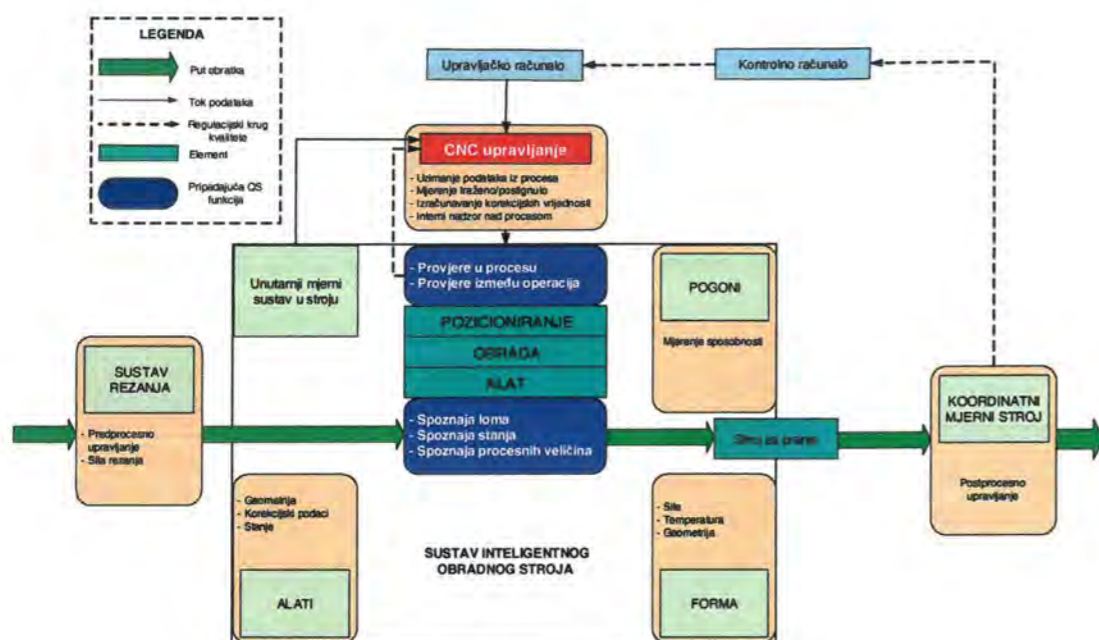 LEGENDA
Put obratka
Tok podataka
Regulacijski krug
kvalitete
Element
Pripadajuća QS
funkcija
Upravljačko računalo
Kontrolno računalo
CNC upravljanje
- Uzimanje podataka iz procesa
- Mjerenje traženo/postignuto
- Izračunavanje korekcijskih vrijednosti
- Interni nadzor nad procesom
Unutarnji mjerni
sustav u stroju
- Provjere u procesu
- Provjere između operacija
POGONI
Mjerenje sposobnosti
POZICIONIRANJE
OBRADA
ALAT
SUSTAV
REZANJA
- Predprocesno
upravljanje
- Sila rezanja
- Spoznaja loma
- Spoznaja stanja
- Spoznaja procesnih veličina
za pranje
KOORDINATNI
MJERNI STROJ
Postprocesno
upravljanje
- Geometrija
- Korekcijski podaci
- Stanje
ALATI
SUSTAV INTELIGENTNOG
OBRADNOG STROJA
- Sile
- Temperatura
- Geometrija
FORMA